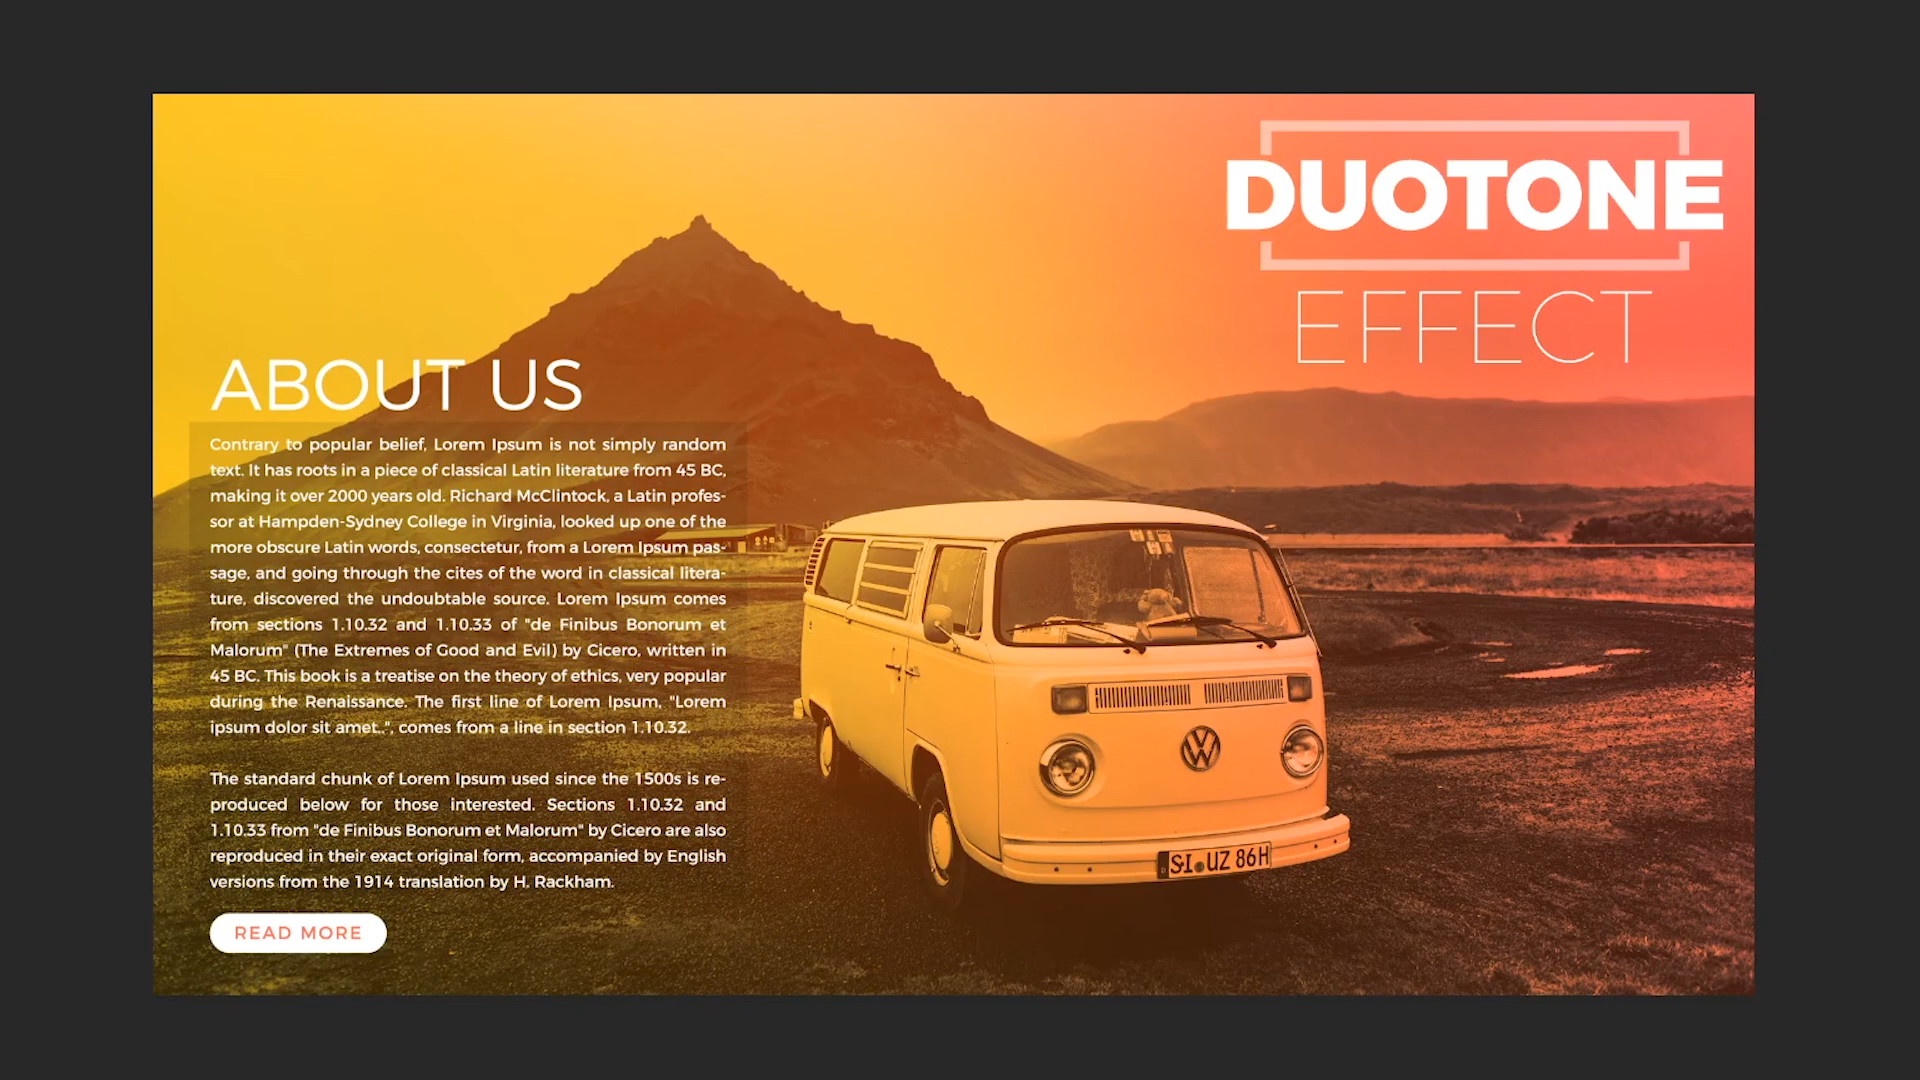 DUOTONE
EFFECT
ABOUT US
Contrary to popular belief, Lorem Ipsum is not simply random
text. It has roots in a piece of classical Latin literature from 45 BC,
making it over 2000 years old. Richard McClintock, a Latin profes-
sor at Hampden-Sydney College in Virginia, looked up one of the
more obscure Latin words, consectetur, from a Lorem Ipsum pas-
sage, and going through the cites of the word in classical litera-
ture, discovered the undoubtable source. Lorem Ipsum comes
from sections 1.10.32 and 1.10.33 of "de Finibus Bonorum et
Malorum" (The Extremes of Good and Evil) by Cicero, written in
45 BC. This book is a treatise on the theory of ethics, very popular
during the Renaissance. The first line of Lorem Ipsum, "Lorem
ipsum dolor sit amet..", comes from a line in section 1.10.32.
The standard chunk of Lorem Ipsum used since the 1500s is re-
produced below for those interested. Sections 1.10.32 and
1.10.33 from "de Finibus Bonorum et Malorum" by Cicero are also
reproduced in their exact original form, accompanied by English
versions from the 1914 translation by H. Rackham.
READ MORE
VW
SI UZ 86H